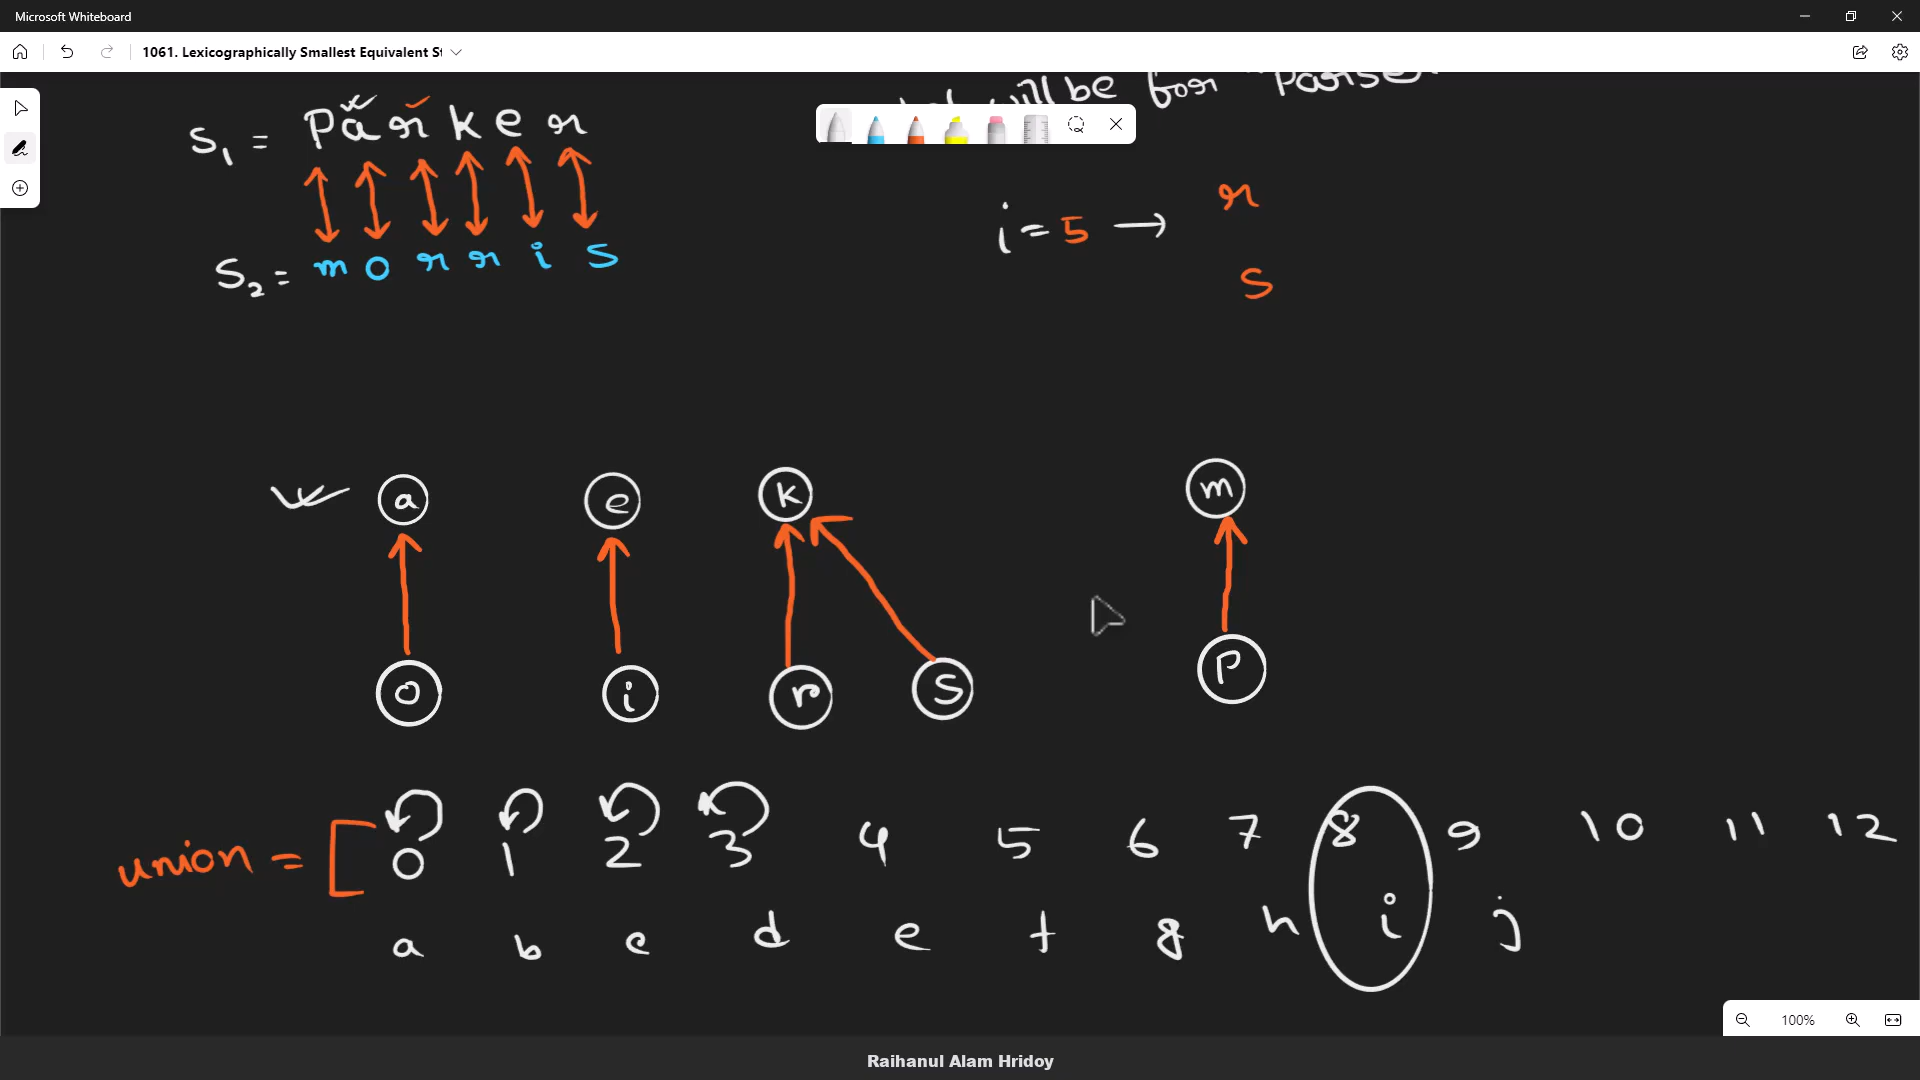 Microsoft Whiteboard
1061. Lexicographically Smallest Equivalent St
will be for "Parser
S1 = Parker
S2 = morris
i = 5 → r
s
a e k m
o i r s P
union = [ 0 1 2 3 4 5 6 7 8 9 10 11 12
a b c d e f g h i j
100%
Raihanul Alam Hridoy